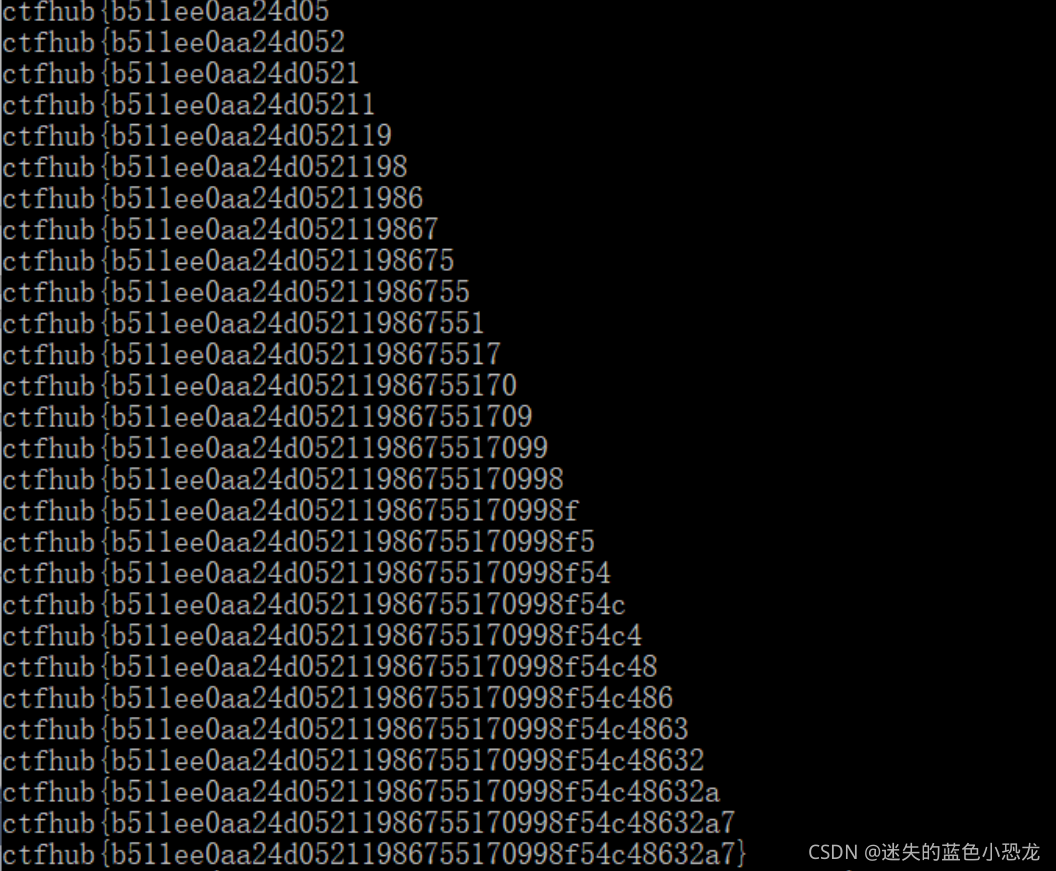 ctfhub{b511ee0aa24d05
ctfhub{b511ee0aa24d052
ctfhub{b511ee0aa24d0521
ctfhub{b511ee0aa24d05211
ctfhub{b511ee0aa24d052119
ctfhub{b511ee0aa24d0521198
ctfhub{b511ee0aa24d05211986
ctfhub{b511ee0aa24d052119867
ctfhub{b511ee0aa24d0521198675
ctfhub{b511ee0aa24d05211986755
ctfhub{b511ee0aa24d052119867551
ctfhub{b511ee0aa24d0521198675517
ctfhub{b511ee0aa24d05211986755170
ctfhub{b511ee0aa24d052119867551709
ctfhub{b511ee0aa24d0521198675517099
ctfhub{b511ee0aa24d05211986755170998
ctfhub{b511ee0aa24d05211986755170998f
ctfhub{b511ee0aa24d05211986755170998f5
ctfhub{b511ee0aa24d05211986755170998f54
ctfhub{b511ee0aa24d05211986755170998f54c
ctfhub{b511ee0aa24d05211986755170998f54c4
ctfhub{b511ee0aa24d05211986755170998f54c48
ctfhub{b511ee0aa24d05211986755170998f54c486
ctfhub{b511ee0aa24d05211986755170998f54c4863
ctfhub{b511ee0aa24d05211986755170998f54c48632
ctfhub{b511ee0aa24d05211986755170998f54c48632a
ctfhub{b511ee0aa24d05211986755170998f54c48632a7
ctfhub{b511ee0aa24d05211986755170998f54c48632a7}
CSDN @迷失的蓝色小恐龙